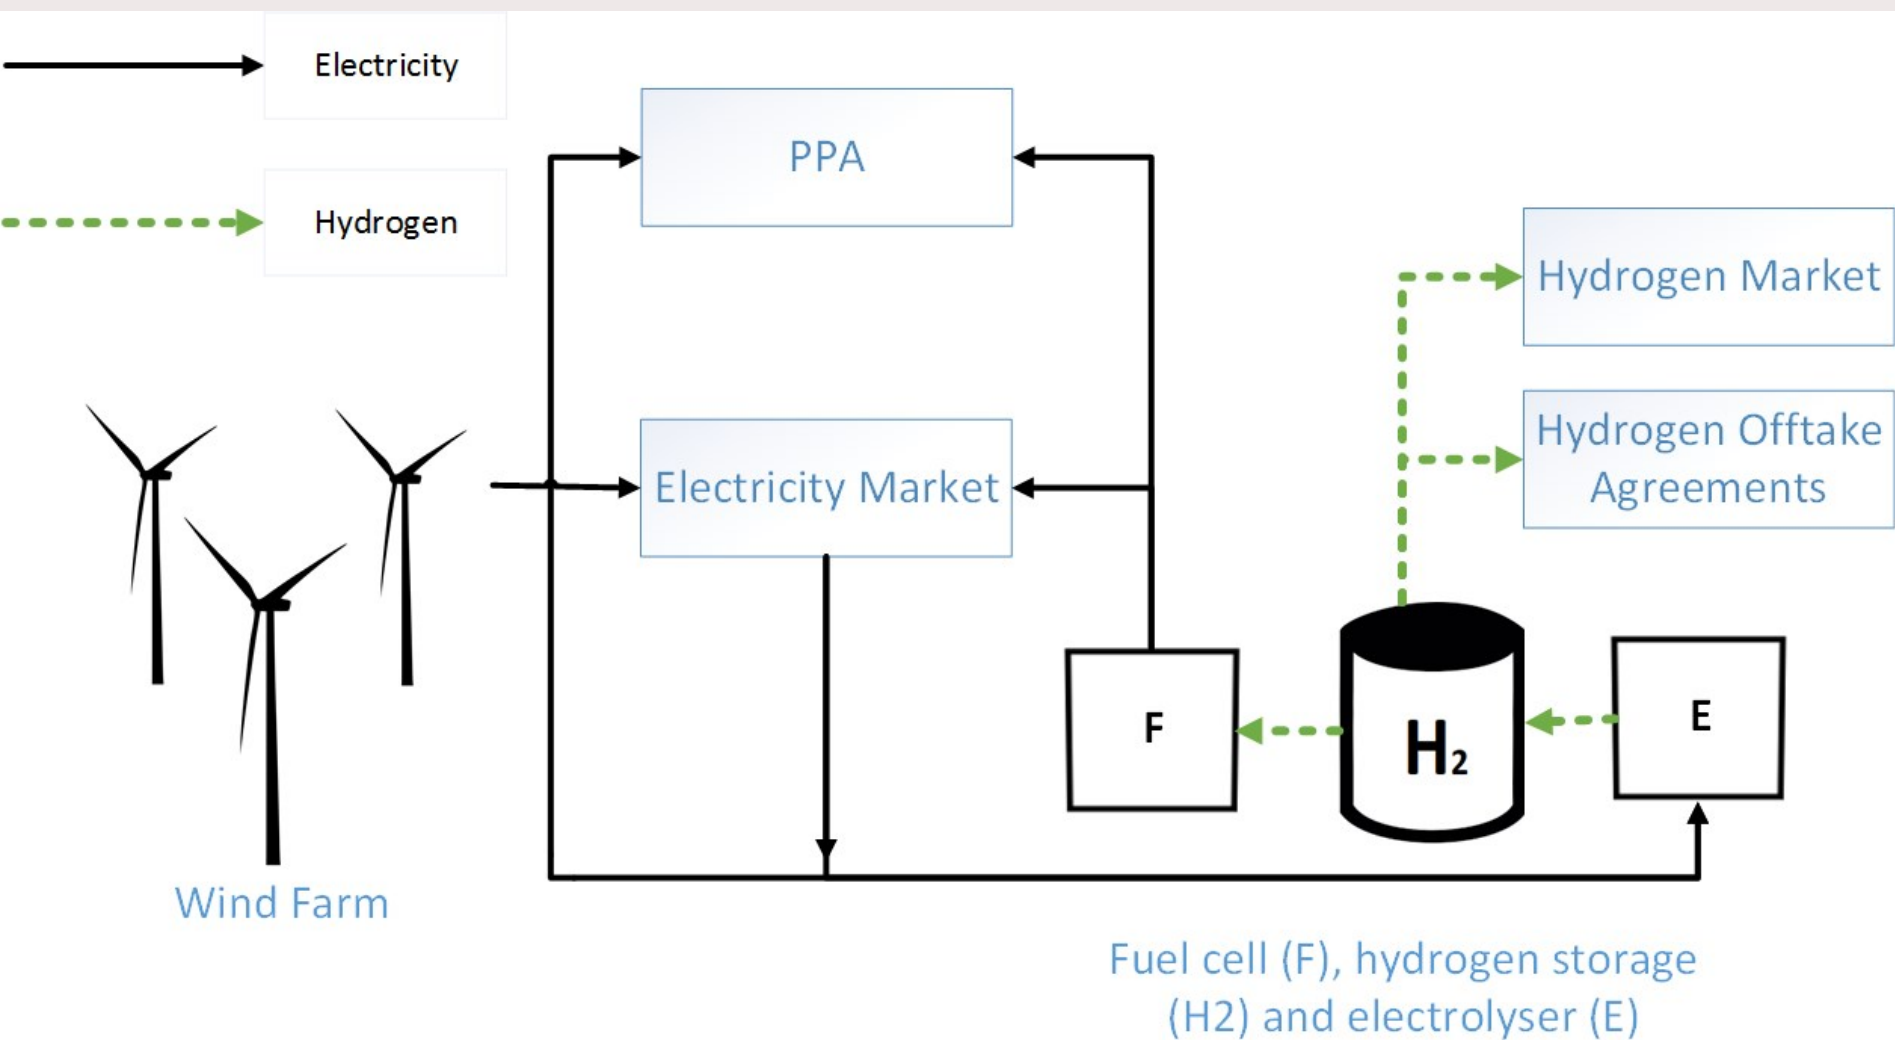 Electricity
Hydrogen
PPA
Hydrogen Market
Electricity Market
Hydrogen Offtake
Agreements
F
H₂
E
Wind Farm
Fuel cell (F), hydrogen storage
(H2) and electrolyser (E)